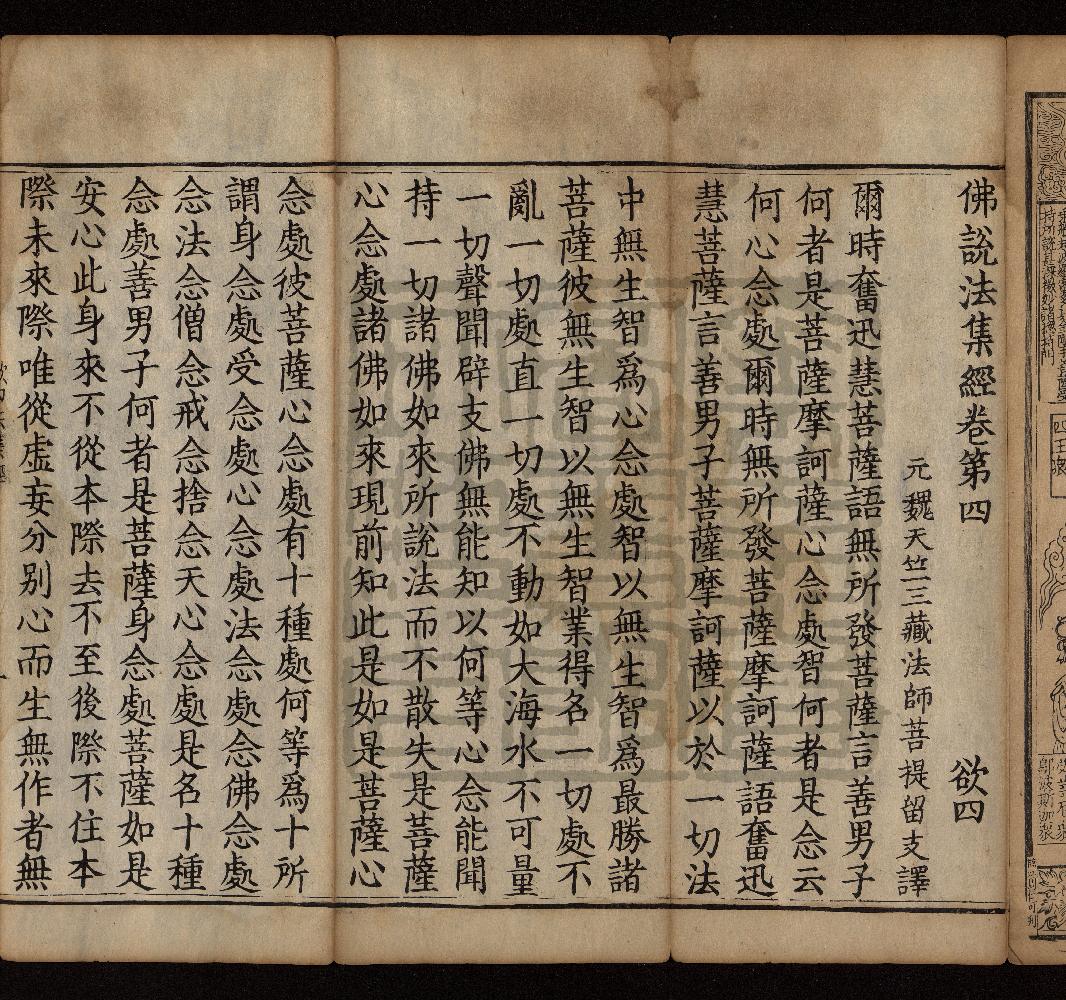 佛說法集經卷第四 欲四
元魏天竺三藏法師菩提留支譯
爾時奮迅慧菩薩語無所發菩薩言善男子
何者是菩薩摩訶薩心念處智何者是念云
何心念處爾時無所發菩薩摩訶薩語奮迅
慧菩薩言善男子菩薩摩訶薩以於一切法
中無生智爲心念處智以無生智爲最勝諸
菩薩彼無生智以無生智業得名一切處不
亂一切處直一切處不動如大海水不可量
一切聲聞辟支佛無能知以何等心念能聞
持一切諸佛如來所說法而不散失是菩薩
心念處諸佛如來現前知此是如是菩薩心
念處彼菩薩心念處有十種處何等爲十所
謂身念處受念處心念處法念處念佛念處
念法念僧念戒念捨念天心念處是名十種
念處善男子何者是菩薩身念處菩薩如是
安心此身來不從本際去不至後際不住本
際未來際唯從虛妄分別心而生無作者無